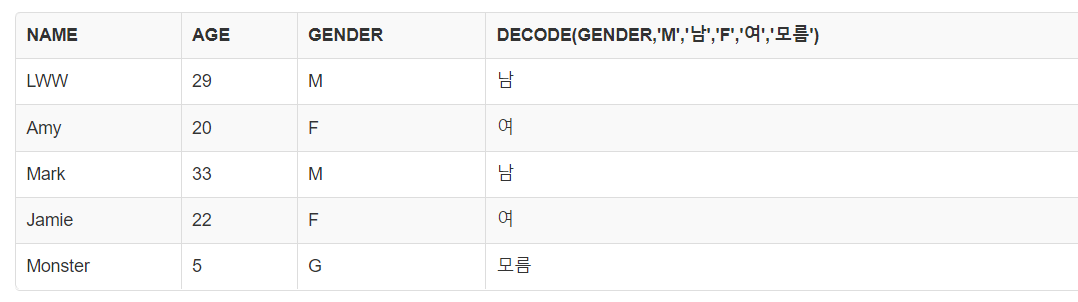 NAME AGE GENDER DECODE(GENDER,'M','남','F','여','모름')
LWW 29 M 남
Amy 20 F 여
Mark 33 M 남
Jamie 22 F 여
Monster 5 G 모름